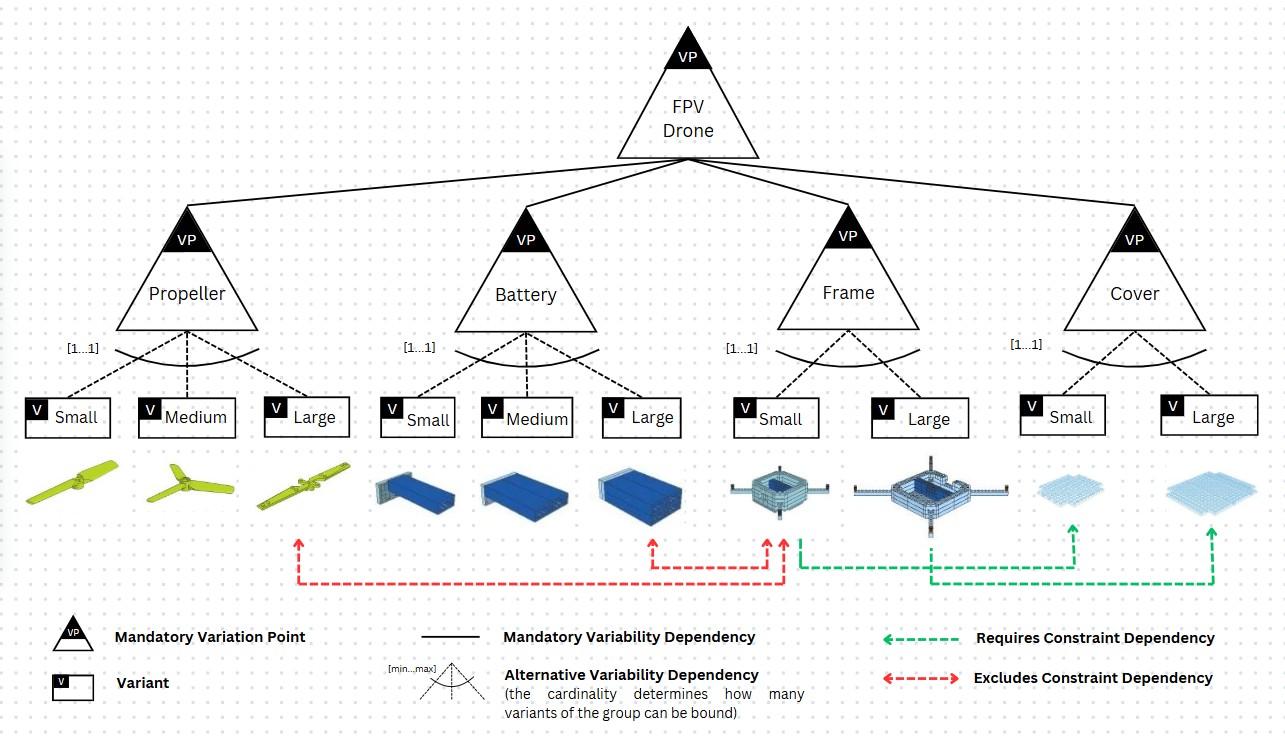 VP
FPV
Drone
VP
VP
VP
VP
Propeller
Battery
Frame
Cover
[1...1]
[1...1]
[1...1]
[1...1]
V Small
V Medium
V Large
V Small
V Medium
V Large
V Small
V Large
V Small
V Large
VP
Mandatory Variation Point
Mandatory Variability Dependency
Requires Constraint Dependency
V
Variant
[min...max]
Alternative Variability Dependency
(the cardinality determines how many
variants of the group can be bound)
Excludes Constraint Dependency